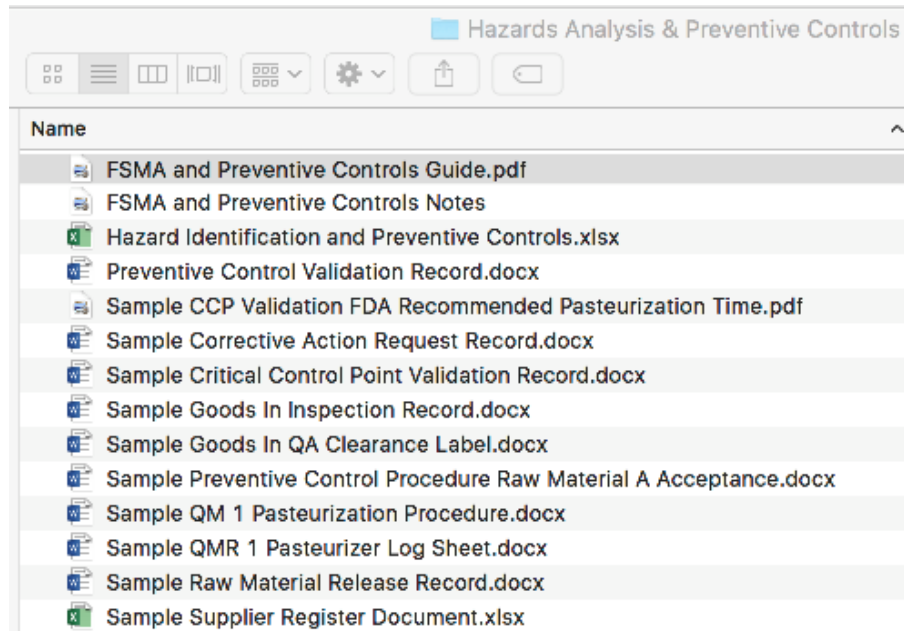 Hazards Analysis & Preventive Controls
Name
FSMA and Preventive Controls Guide.pdf
FSMA and Preventive Controls Notes
Hazard Identification and Preventive Controls.xlsx
Preventive Control Validation Record.docx
Sample CCP Validation FDA Recommended Pasteurization Time.pdf
Sample Corrective Action Request Record.docx
Sample Critical Control Point Validation Record.docx
Sample Goods In Inspection Record.docx
Sample Goods In QA Clearance Label.docx
Sample Preventive Control Procedure Raw Material A Acceptance.docx
Sample QM 1 Pasteurization Procedure.docx
Sample QMR 1 Pasteurizer Log Sheet.docx
Sample Raw Material Release Record.docx
Sample Supplier Register Document.xlsx